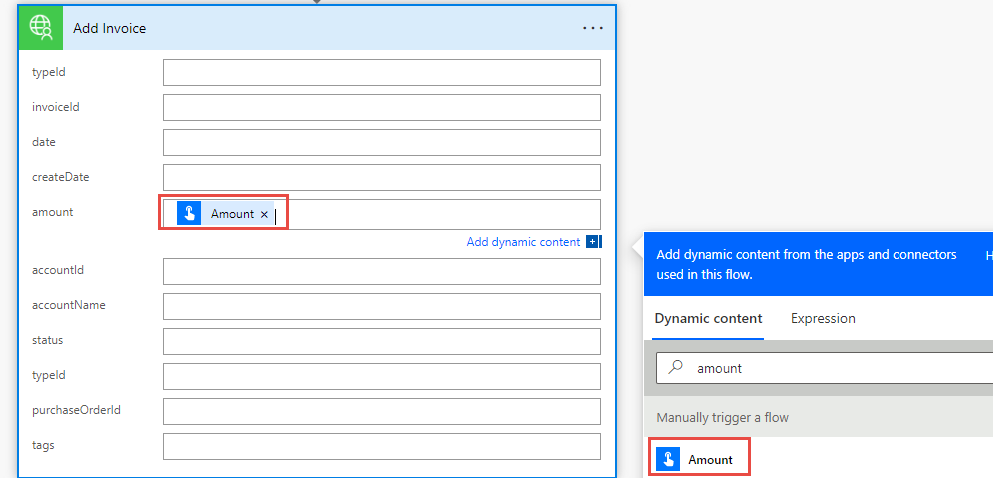 Add Invoice
typeId
invoiceId
date
createDate
amount
Amount ×
Add dynamic content
accountId
accountName
status
typeId
purchaseOrderId
tags
Add dynamic content from the apps and connectors
used in this flow.
H
Dynamic content Expression
amount
Manually trigger a flow
Amount